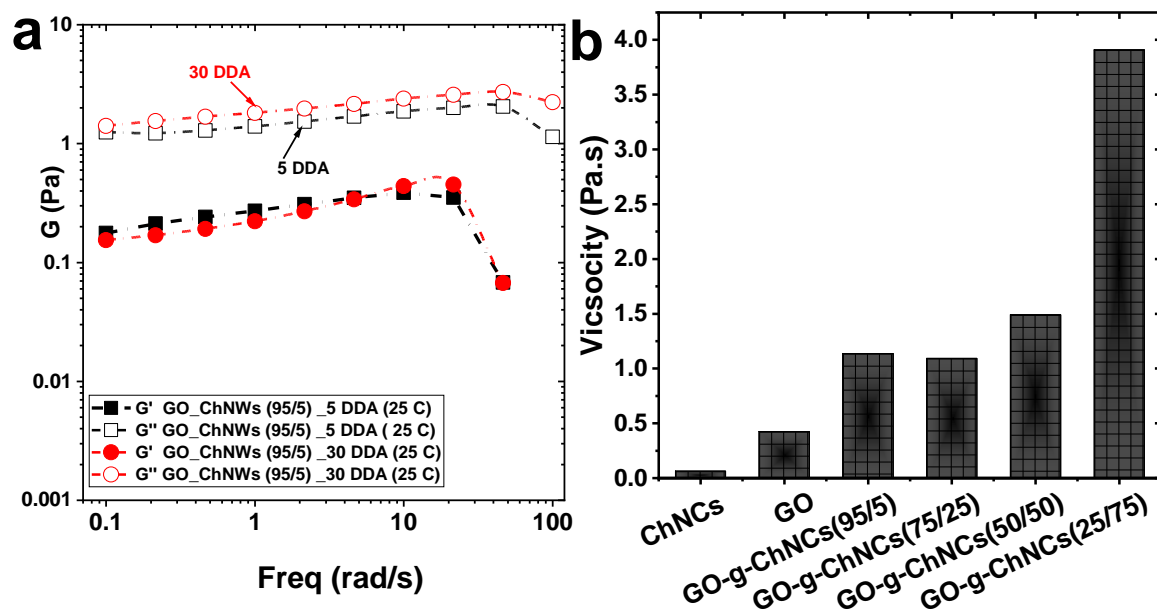 a
10
1
0.1
0.01
0.001
G (Pa)
30 DDA
5 DDA
G'  GO_ChNWs (95/5) _5 DDA (25 C)
G'' GO_ChNWs (95/5) _5 DDA ( 25 C)
G'  GO_ChNWs (95/5) _30 DDA (25 C)
G'' GO_ChNWs (95/5) _30 DDA (25 C)
0.1 1 10 100
Freq (rad/s)
b
4.0
3.5
3.0
2.5
2.0
1.5
1.0
0.5
0.0
Vicsocity (Pa.s)
ChNCs
GO
GO-g-ChNCs(95/5)
GO-g-ChNCs(75/25)
GO-g-ChNCs(50/50)
GO-g-ChNCs(25/75)